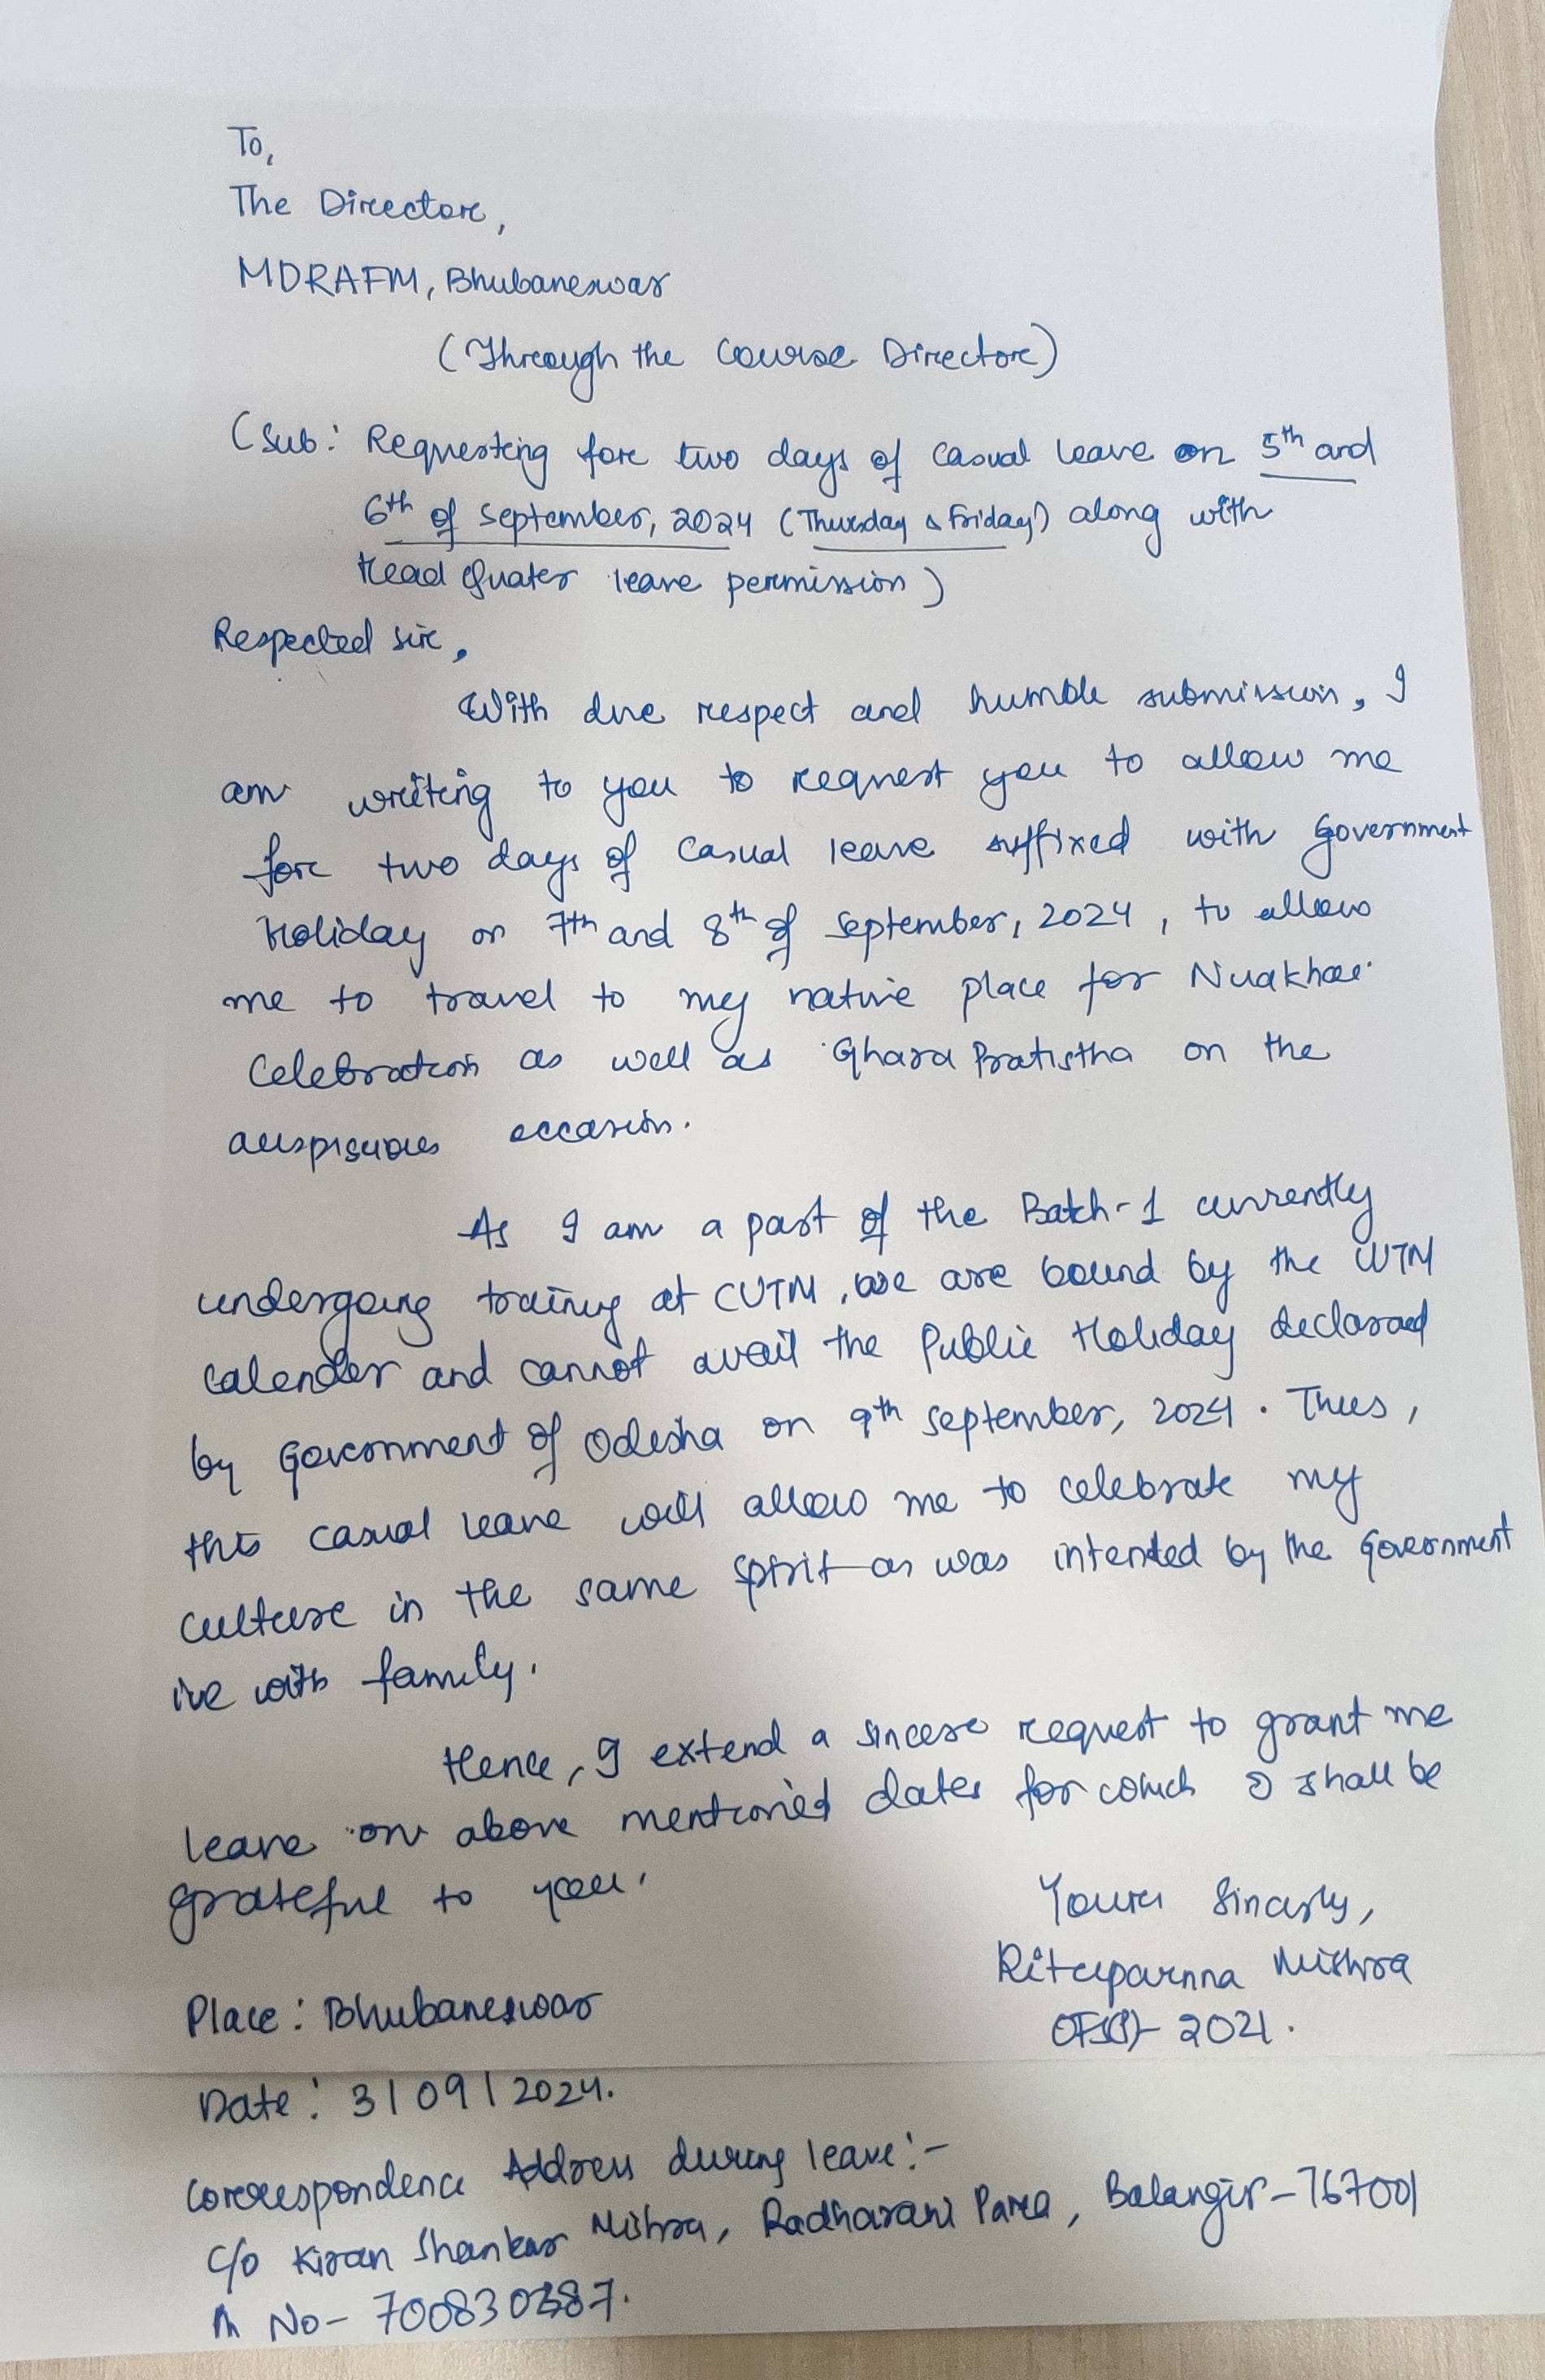 To,
The Director,
MDRAFM, Bhubaneswar
(Through the Course Director)
(Sub: Requesting for two days of Casual leave on 5th and
6th of September, 2024 (Thursday & Friday) along with
Head Quater leave permission)
Respected sir,
With due respect and humble submission, I
am writing to you to request you to allow me
for two days of Casual leave suffixed with Government
Holiday on 7th and 8th of September, 2024, to allow
me to travel to my native place for Nuakhai
Celebration as well as Ghara Pratistha on the
auspisuous occasion.
As I am a part of the Batch-1 currently
undergoing training at CUTM, we are bound by the CUTM
Calender and cannot avail the Public Holiday declared
by Government of Odisha on 9th September, 2024. Thus,
this casual leave will allow me to celebrate my
culture in the same spirit as was intended by the Government
ie with family.
Hence, I extend a sincere request to grant me
leave on above mentioned dates for which I shall be
grateful to you.
Yours Sincerly,
Rituparnna Mishra
2021.
Place: Bhubaneswar
Date: 3/09/2024.
Correspondence Address during leave:-
C/o Kiran Shankar Mishra, Radharani Para, Balangir-767001
M No-